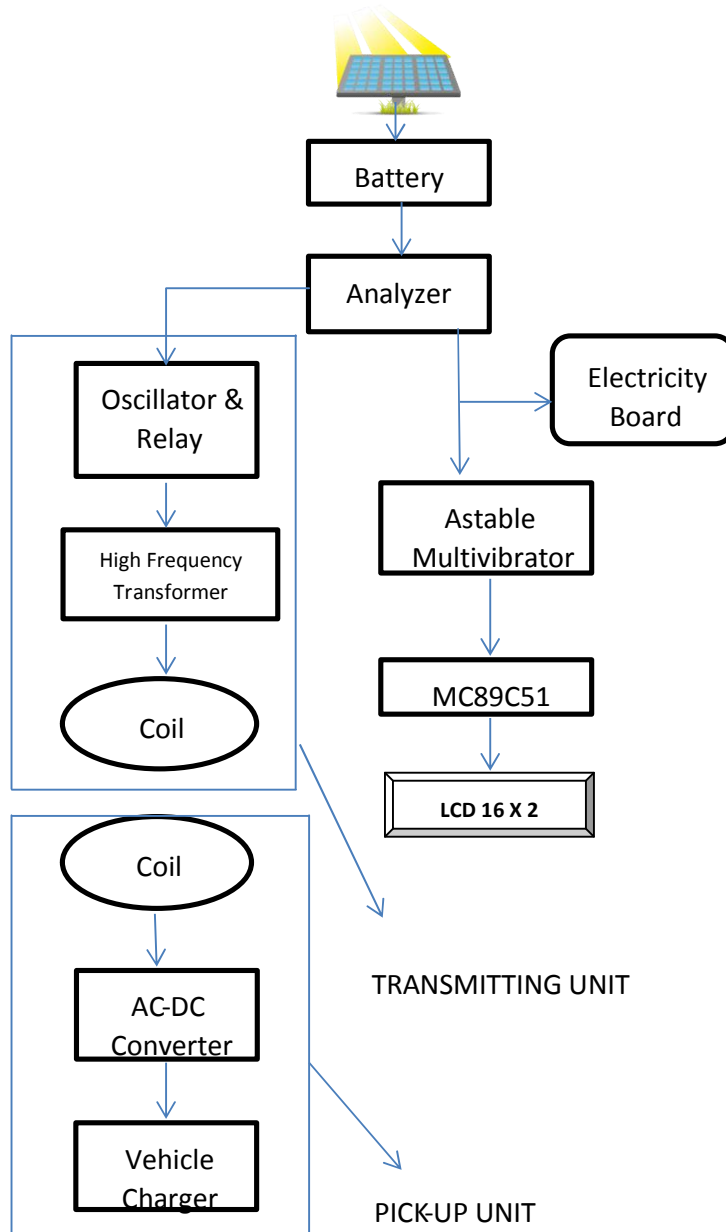 Battery
Analyzer
Oscillator &
Relay
High Frequency
Transformer
Coil
Electricity
Board
Astable
Multivibrator
MC89C51
LCD 16 X 2
Coil
AC-DC
Converter
Vehicle
Charger
TRANSMITTING UNIT
PICK-UP UNIT